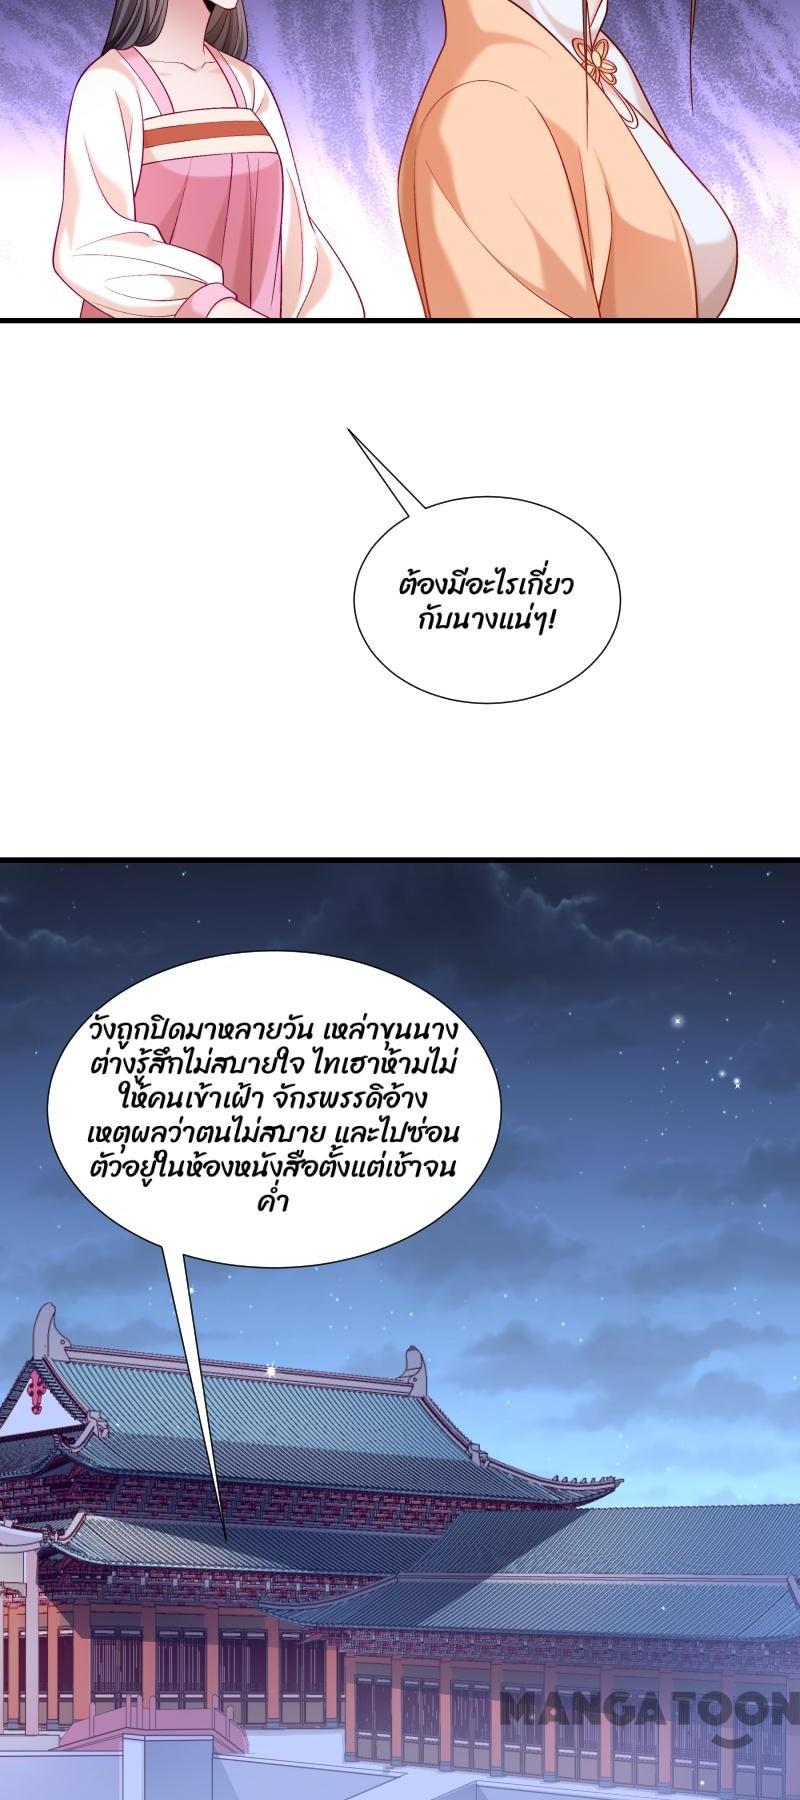 ต้องมีอะไรเกี่ยว
กับนางแน่ๆ!
วังถูกปิดมาหลายวัน เหล่าขุนนาง
ต่างรู้สึกไม่สบายใจ ไทเฮาห้ามไม่
ให้คนเข้าเฝ้า จักรพรรดิอ้าง
เหตุผลว่าตนไม่สบาย และไปซ่อน
ตัวอยู่ในห้องหนังสือตั้งแต่เช้าจน
ค่ำ
MANGATOON